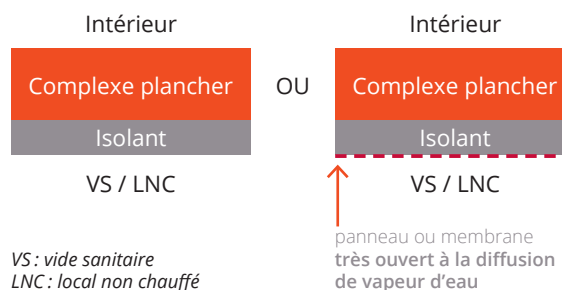 Intérieur
Complexe plancher
Isolant
VS / LNC
OU
Intérieur
Complexe plancher
Isolant
VS / LNC
panneau ou membrane
très ouvert à la diffusion
de vapeur d'eau
VS : vide sanitaire
LNC : local non chauffé